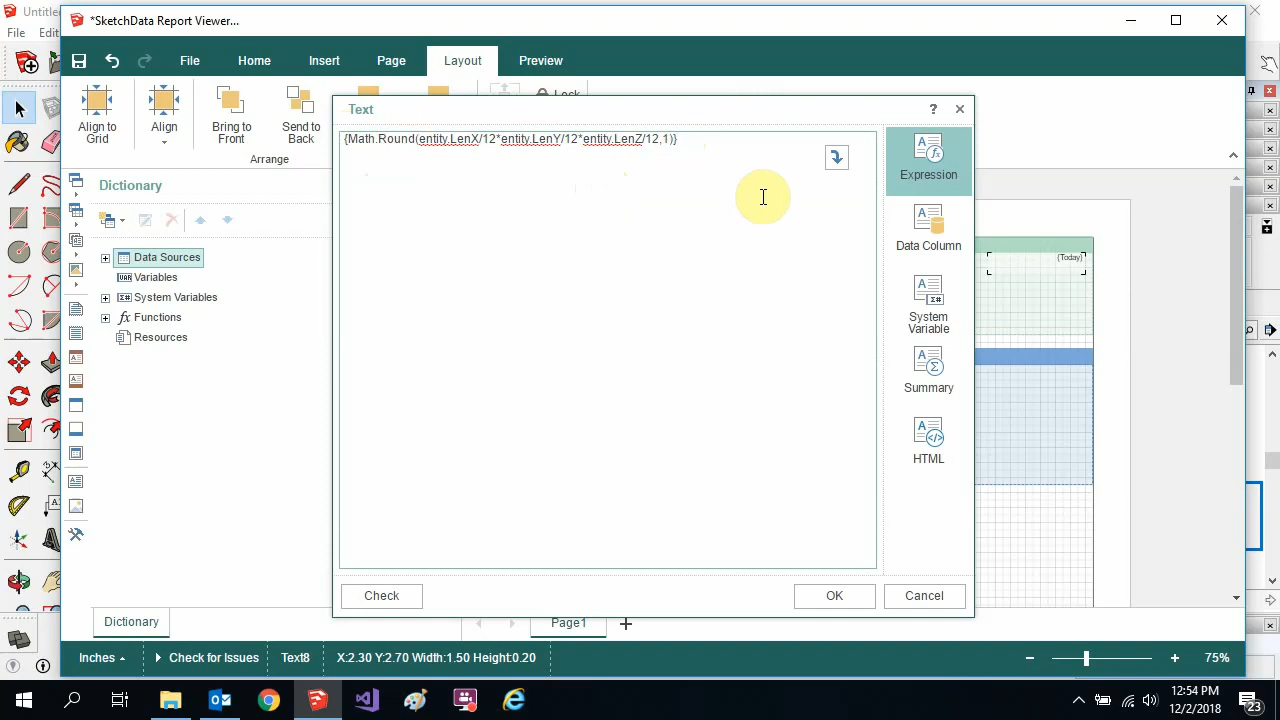 Untitled
*SketchData Report Viewer...
File
Edi
File
Home
Insert
Page
Layout
Preview
Align to
Grid
Align
Bring to
Front
Send to
Back
Lock
Arrange
Text
{Math.Round(entity.LenX/12*entity.LenY/12*entity.LenZ/12,1)}
Expression
Data Column
System
Variable
Summary
HTML
Dictionary
Data Sources
Variables
System Variables
Functions
Resources
{Today}
Check
OK
Cancel
Dictionary
Page1
Inches
Check for Issues
Text8
X:2.30 Y:2.70 Width:1.50 Height:0.20
75%
12:54 PM
12/2/2018
23